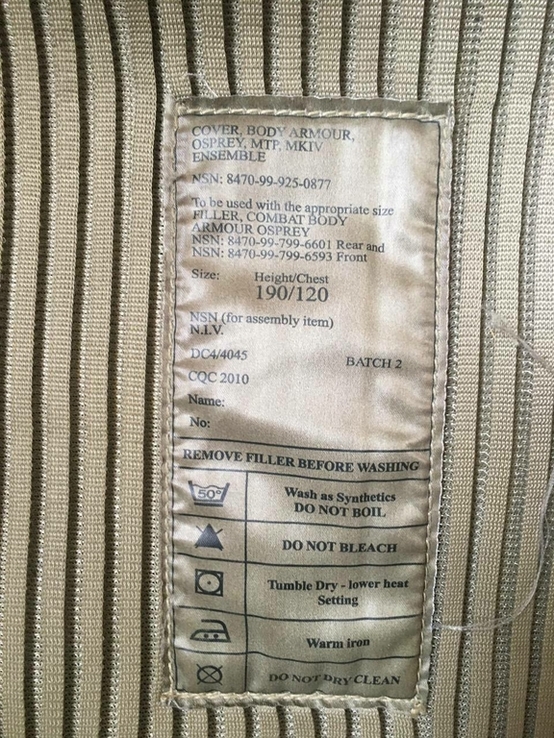 COVER, BODY ARMOUR,
OSPREY, MTP, MKIV
ENSEMBLE
NSN: 8470-99-925-0877
To be used with the appropriate size
FILLER, COMBAT BODY
ARMOUR OSPREY
NSN: 8470-99-799-6601 Rear and
NSN: 8470-99-799-6593 Front
Size: Height/Chest
190/120
NSN (for assembly item)
N.I.V.
DC4/4045 BATCH 2
CQC 2010
Name:
No:
REMOVE FILLER BEFORE WASHING
50° Wash as Synthetics
DO NOT BOIL
DO NOT BLEACH
Tumble Dry - lower heat
Setting
Warm iron
DO NOT DRY CLEAN